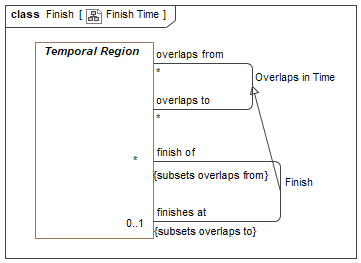 class Finish [ Finish Time ]
Temporal Region
overlaps from
*
Overlaps in Time
overlaps to
*
finish of
*
{subsets overlaps from}
Finish
finishes at
0..1
{subsets overlaps to}